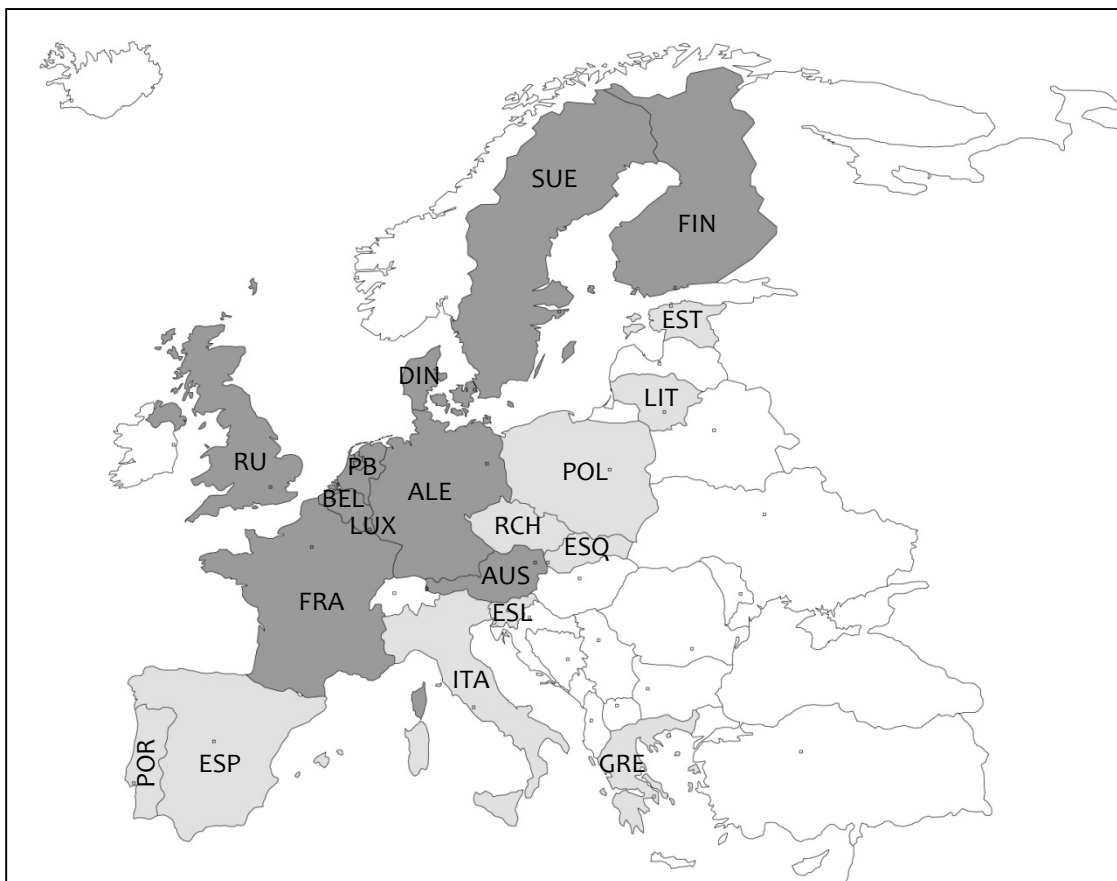 SUE
FIN
EST
DIN
LIT
RU
PB
POL
BEL
ALE
LUX
RCH
ESQ
AUS
FRA
ESL
ITA
POR
ESP
GRE